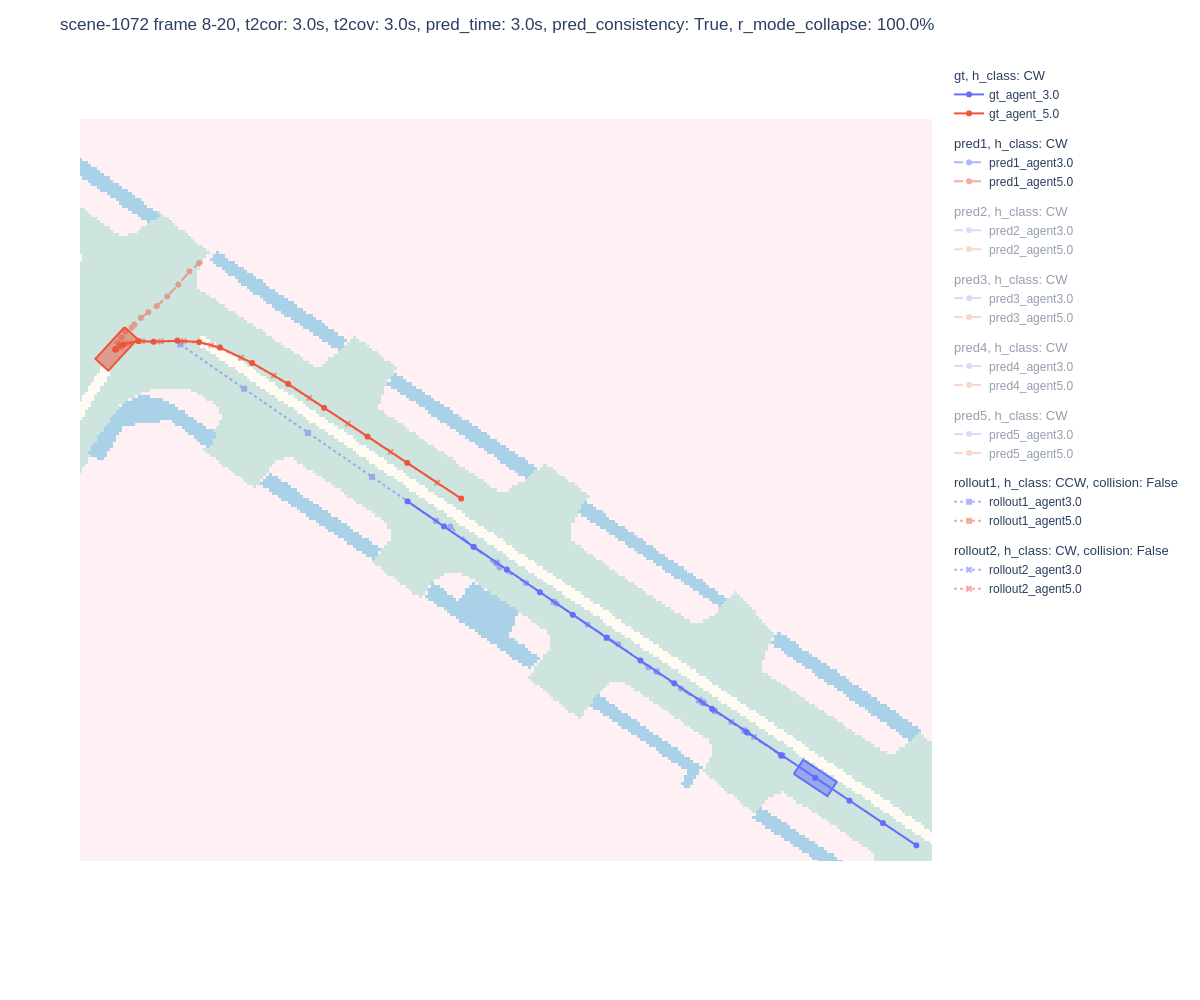 scene-1072 frame 8-20, t2cor: 3.0s, t2cov: 3.0s, pred_time: 3.0s, pred_consistency: True, r_mode_collapse: 100.0%
gt, h_class: CW
gt_agent_3.0
gt_agent_5.0
pred1, h_class: CW
pred1_agent3.0
pred1_agent5.0
pred2, h_class: CW
pred2_agent3.0
pred2_agent5.0
pred3, h_class: CW
pred3_agent3.0
pred3_agent5.0
pred4, h_class: CW
pred4_agent3.0
pred4_agent5.0
pred5, h_class: CW
pred5_agent3.0
pred5_agent5.0
rollout1, h_class: CCW, collision: False
rollout1_agent3.0
rollout1_agent5.0
rollout2, h_class: CW, collision: False
rollout2_agent3.0
rollout2_agent5.0